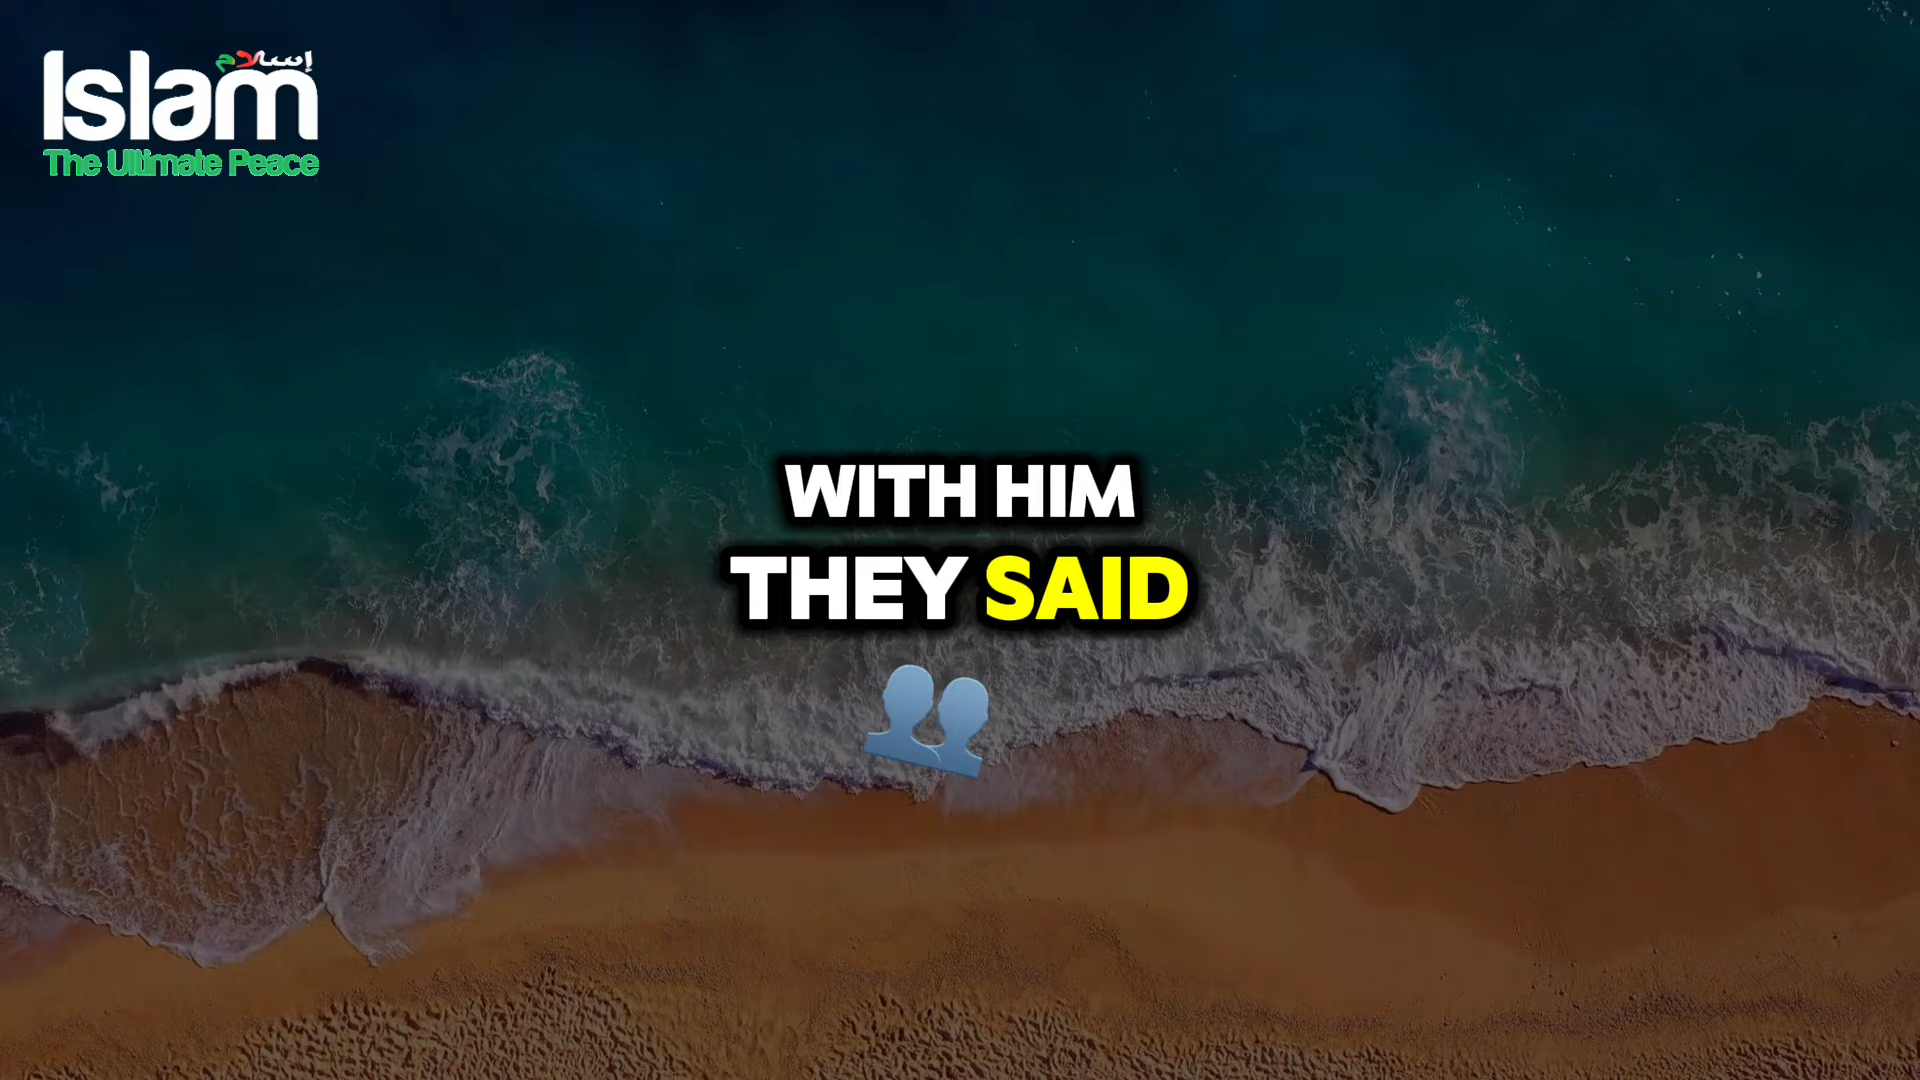 إسلام
Islam
The Ultimate Peace
WITH HIM
THEY SAID